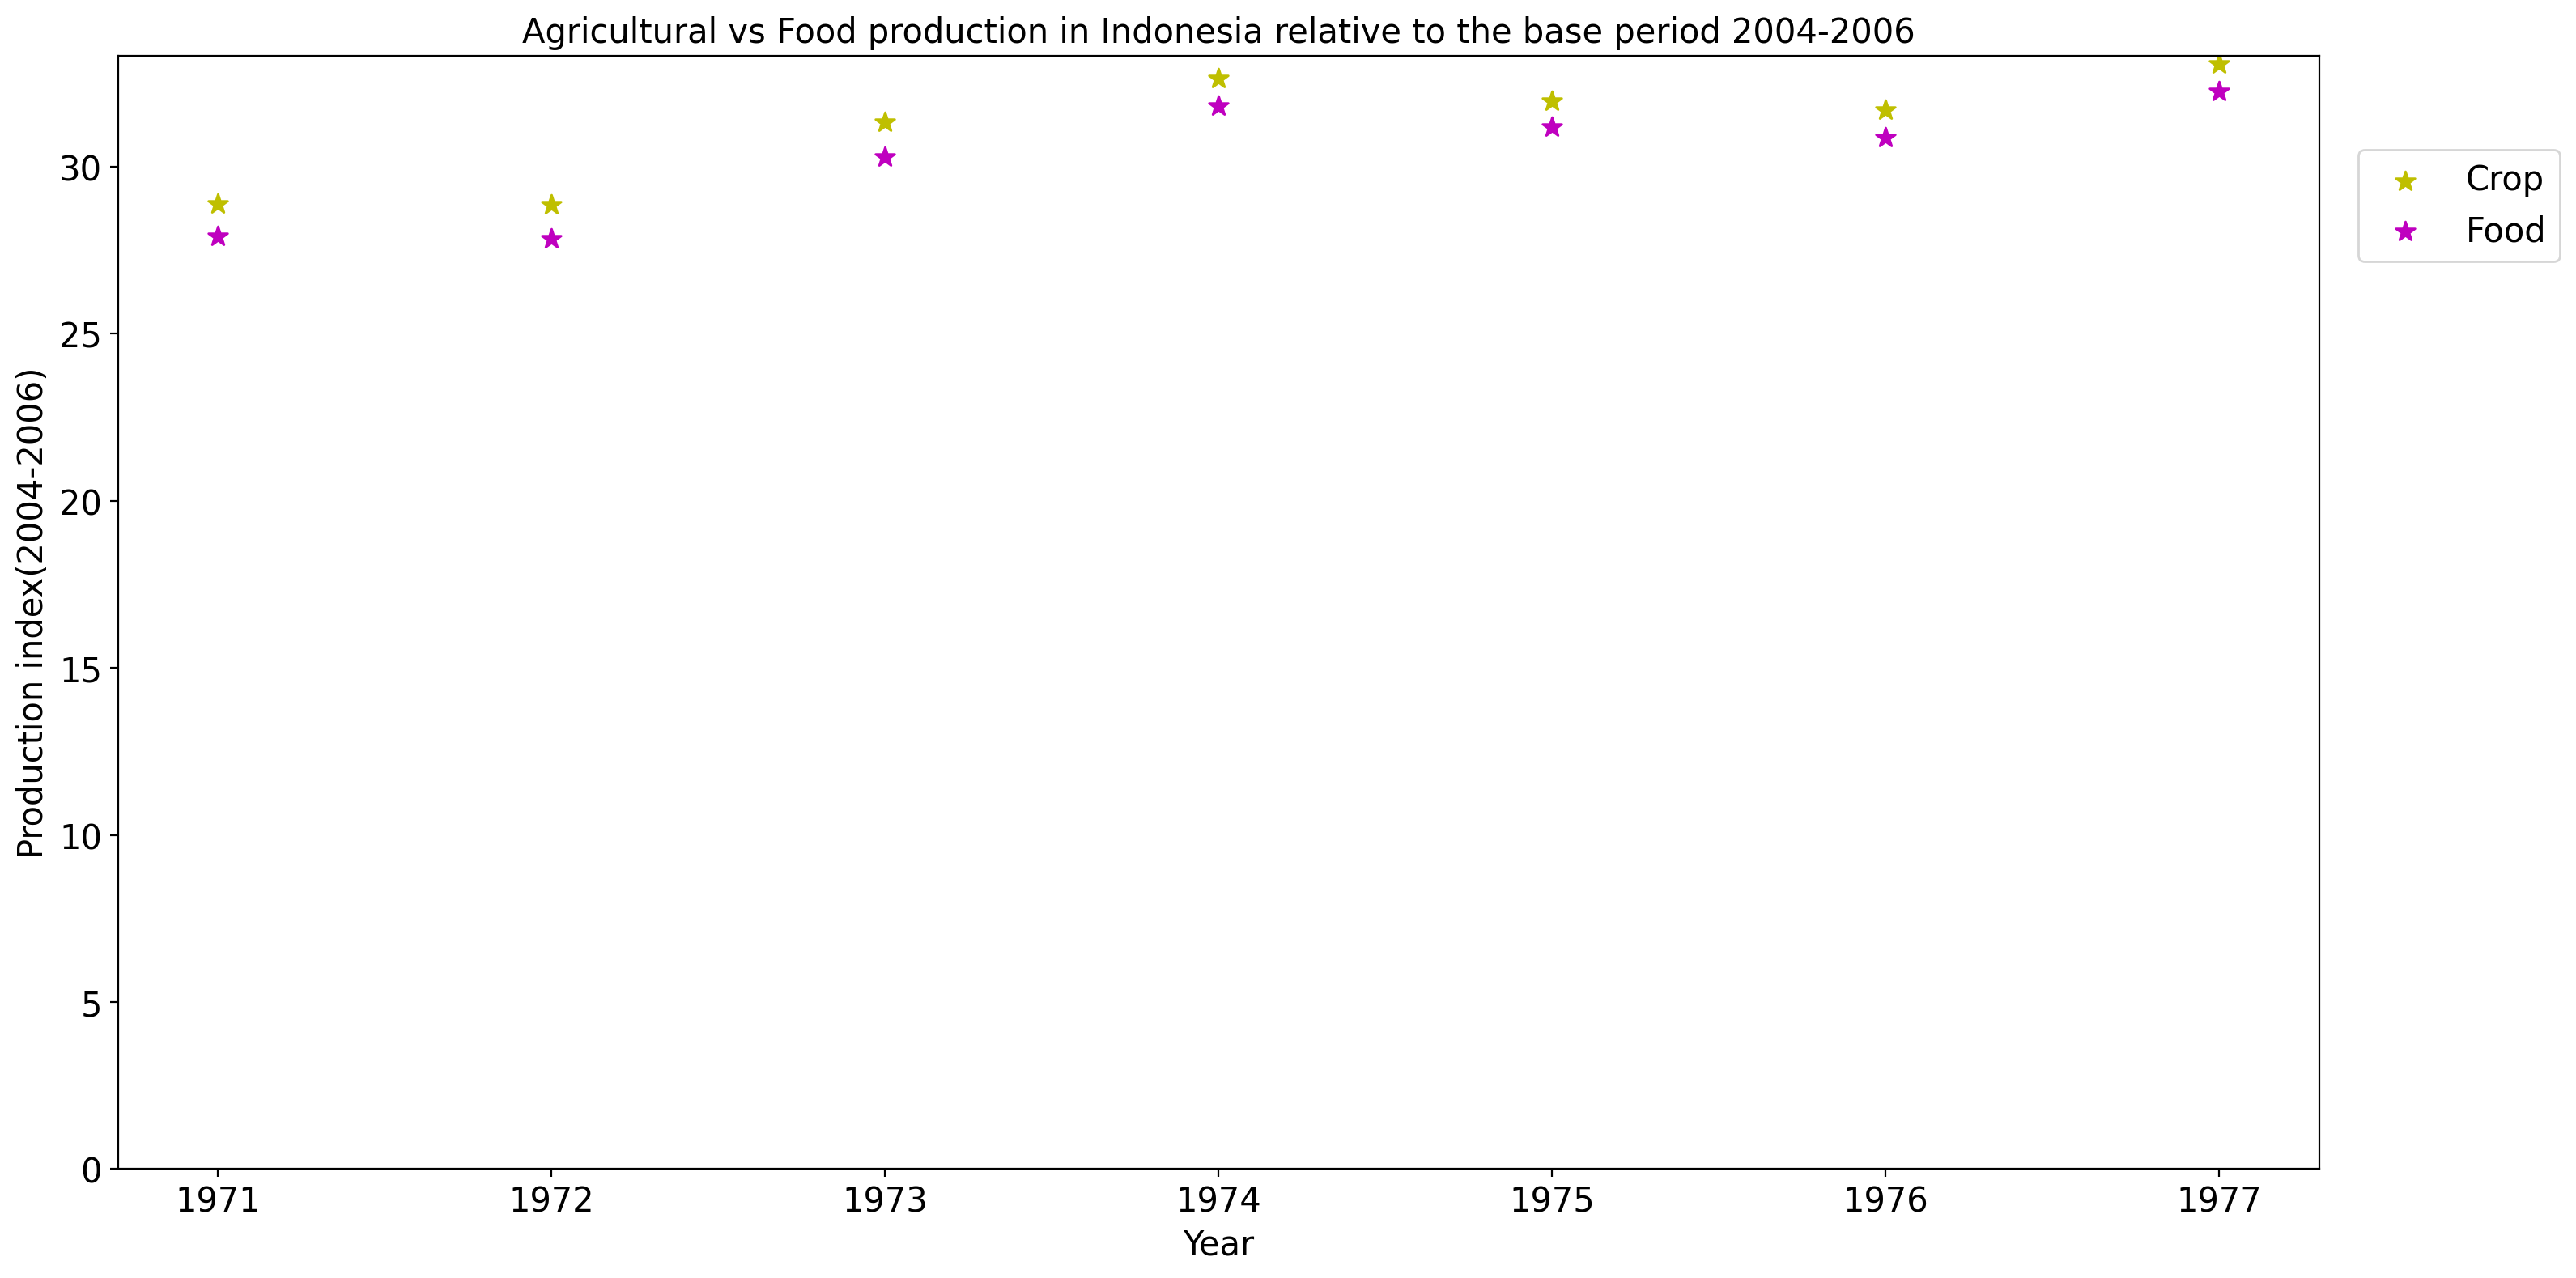 Agricultural vs Food production in Indonesia relative to the base period 2004-2006
Production index(2004-2006)
30
25
20
15
10
5
0
1971 1972 1973 1974 1975 1976 1977
Year
Crop
Food